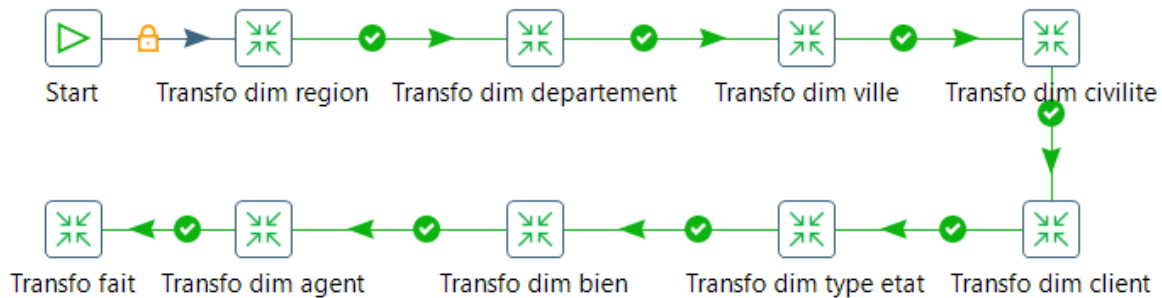 Start
Transfo dim region
Transfo dim departement
Transfo dim ville
Transfo dim civilite
Transfo fait
Transfo dim agent
Transfo dim bien
Transfo dim type etat
Transfo dim client